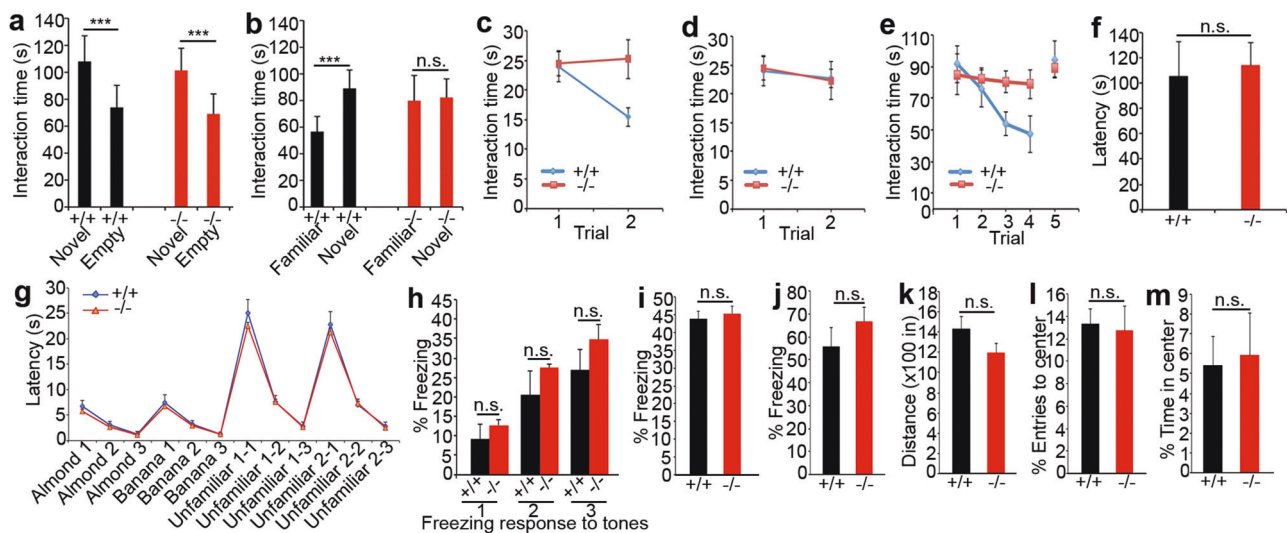 a
Interaction time (s)
140
120
100
80
60
40
20
0
***
***
+/+
Novel
+/+
Empty
-/-
Novel
-/-
Empty
b
Interaction time (s)
140
120
100
80
60
40
20
0
***
n.s.
+/+
Familiar
+/+
Novel
-/-
Familiar
-/-
Novel
c
Interaction time (s)
35
30
25
20
15
10
5
0
+/+
-/-
1
2
Trial
d
Interaction time (s)
35
30
25
20
15
10
5
0
+/+
-/-
1
2
Trial
e
Interaction time (s)
130
110
90
70
50
30
10
+/+
-/-
1 2 3 4 5
Trial
f
Latency (s)
140
120
100
80
60
40
20
0
n.s.
+/+
-/-
g
Latency (s)
30
25
20
15
10
5
0
+/+
-/-
Almond 1
Almond 2
Almond 3
Banana 1
Banana 2
Banana 3
Unfamiliar 1-1
Unfamiliar 1-2
Unfamiliar 1-3
Unfamiliar 2-1
Unfamiliar 2-2
Unfamiliar 2-3
h
% Freezing
40
35
30
25
20
15
10
5
0
n.s.
n.s.
n.s.
+/+ -/- +/+ -/- +/+ -/-
1 2 3
Freezing response to tones
i
% Freezing
50
45
40
35
30
25
20
15
10
5
0
n.s.
+/+ -/-
j
% Freezing
80
70
60
50
40
30
20
10
0
n.s.
+/+ -/-
k
Distance (x100 in)
18
16
14
12
10
8
6
4
2
0
n.s.
+/+ -/-
l
% Entries to center
16
14
12
10
8
6
4
2
0
n.s.
+/+ -/-
m
% Time in center
9
8
7
6
5
4
3
2
1
0
n.s.
+/+ -/-